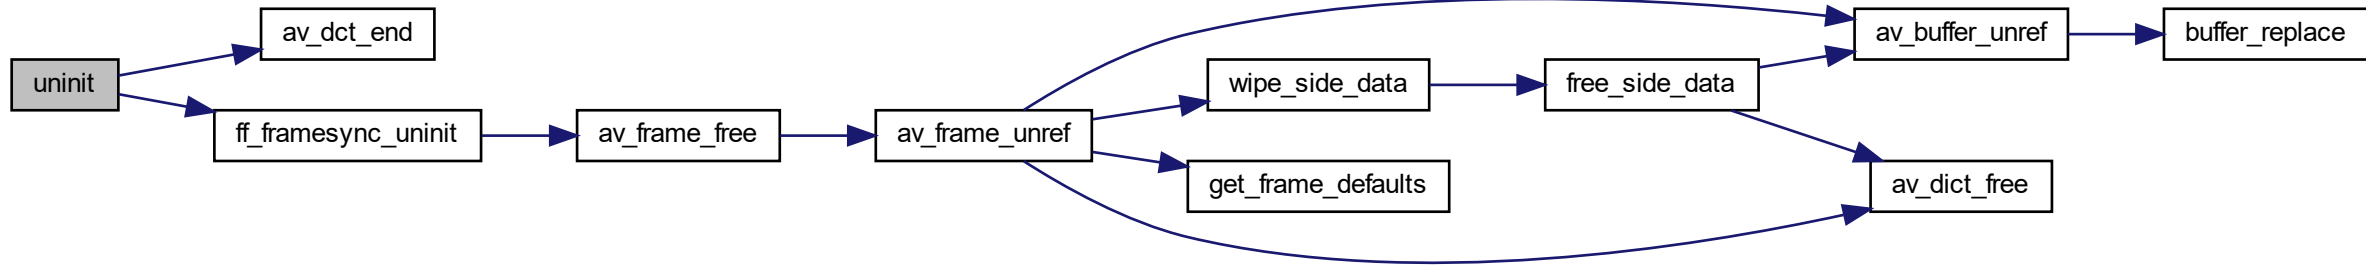 uninit
av_dct_end
ff_framesync_uninit
av_frame_free
av_frame_unref
wipe_side_data
get_frame_defaults
free_side_data
av_buffer_unref
av_dict_free
buffer_replace